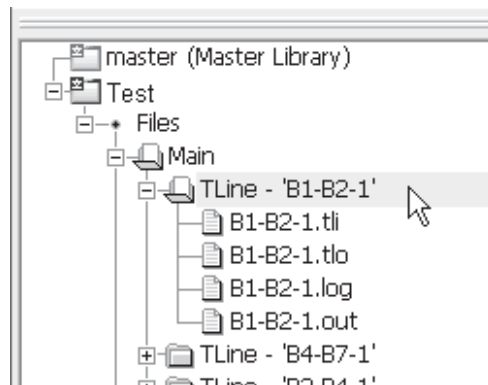 master (Master Library)
Test
Files
Main
TLine - 'B1-B2-1'
B1-B2-1.tli
B1-B2-1.tlo
B1-B2-1.log
B1-B2-1.out
TLine - 'B4-B7-1'